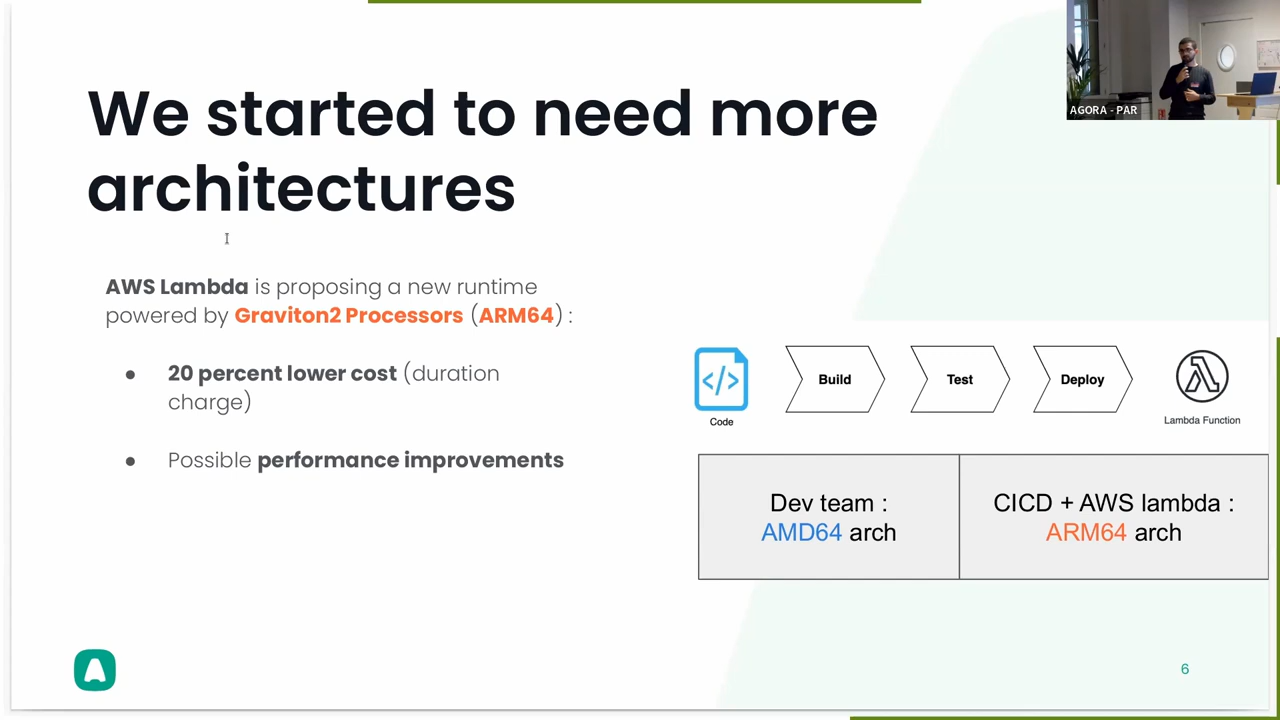 We started to need more
architectures
AGORA - PAR
AWS Lambda is proposing a new runtime
powered by Graviton2 Processors (ARM64) :
● 20 percent lower cost (duration
charge)
● Possible performance improvements
Build
Test
Deploy
Code
Lambda Function
Dev team :
AMD64 arch
CICD + AWS lambda :
ARM64 arch
6